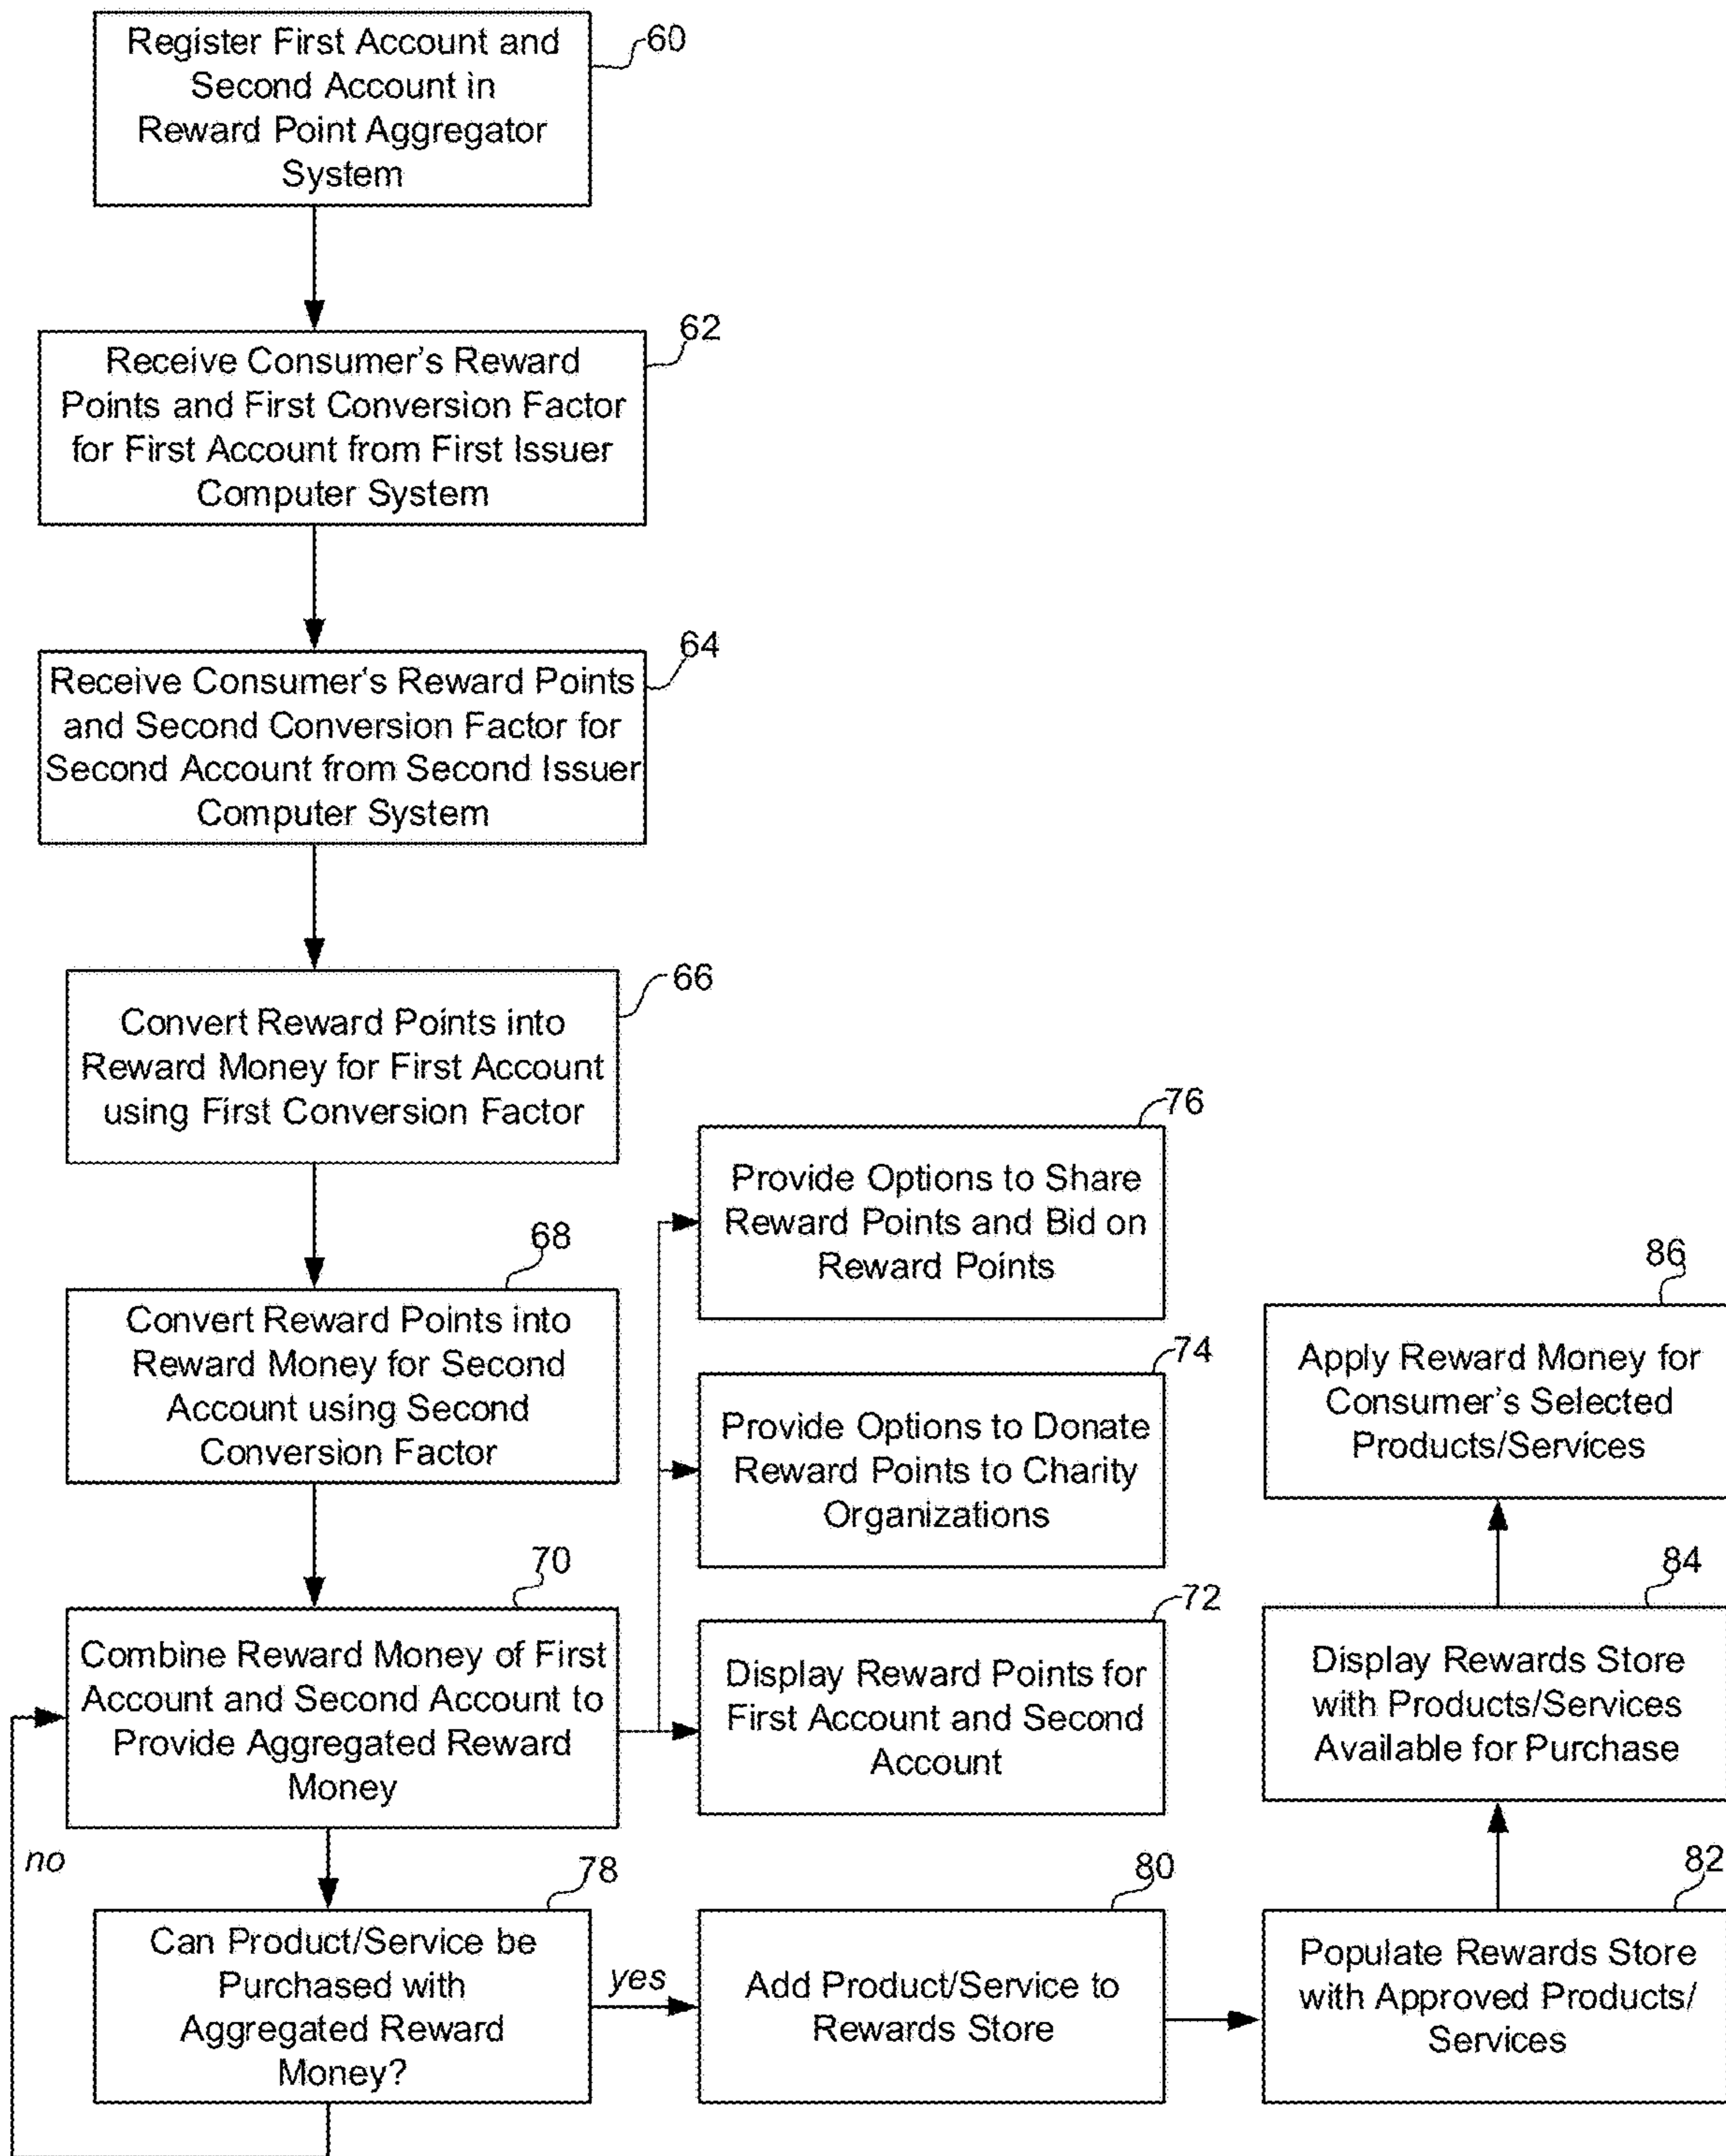 Register First Account and
Second Account in
Reward Point Aggregator
System
60
Receive Consumer's Reward
Points and First Conversion Factor
for First Account from First Issuer
Computer System
62
Receive Consumer's Reward Points
and Second Conversion Factor for
Second Account from Second Issuer
Computer System
64
Convert Reward Points into
Reward Money for First Account
using First Conversion Factor
66
Convert Reward Points into
Reward Money for Second
Account using Second
Conversion Factor
68
Combine Reward Money of First
Account and Second Account to
Provide Aggregated Reward
Money
70
Provide Options to Share
Reward Points and Bid on
Reward Points
76
Provide Options to Donate
Reward Points to Charity
Organizations
74
Display Reward Points for
First Account and Second
Account
72
no
Can Product/Service be
Purchased with
Aggregated Reward
Money?
78
yes
Add Product/Service to
Rewards Store
80
Populate Rewards Store
with Approved Products/
Services
82
Display Rewards Store
with Products/Services
Available for Purchase
84
Apply Reward Money for
Consumer's Selected
Products/Services
86